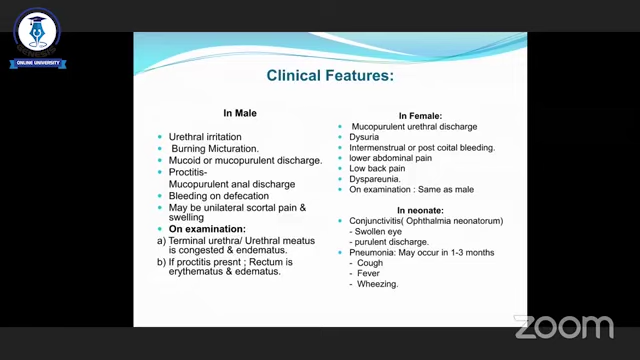 GENESIS
ONLINE UNIVERSITY
Clinical Features:
In Male
• Urethral irritation
• Burning Micturation.
• Mucoid or mucopurulent discharge.
• Proctitis-
Mucopurulent anal discharge
• Bleeding on defecation
• May be unilateral scortal pain &
swelling
• On examination:
a) Terminal urethra/ Urethral meatus
is congested & endematus.
b) If proctitis presnt ; Rectum is
erythematus & edematus.
In Female:
• Mucopurulent urethral discharge
• Dysuria
• Intermenstrual or post coital bleeding.
• lower abdominal pain
• Low back pain
• Dyspareunia.
• On examination : Same as male
In neonate:
• Conjunctivitis( Ophthalmia neonatorum)
- Swollen eye
- purulent discharge.
• Pneumonia: May occur in 1-3 months
- Cough
- Fever
- Wheezing.
zoom